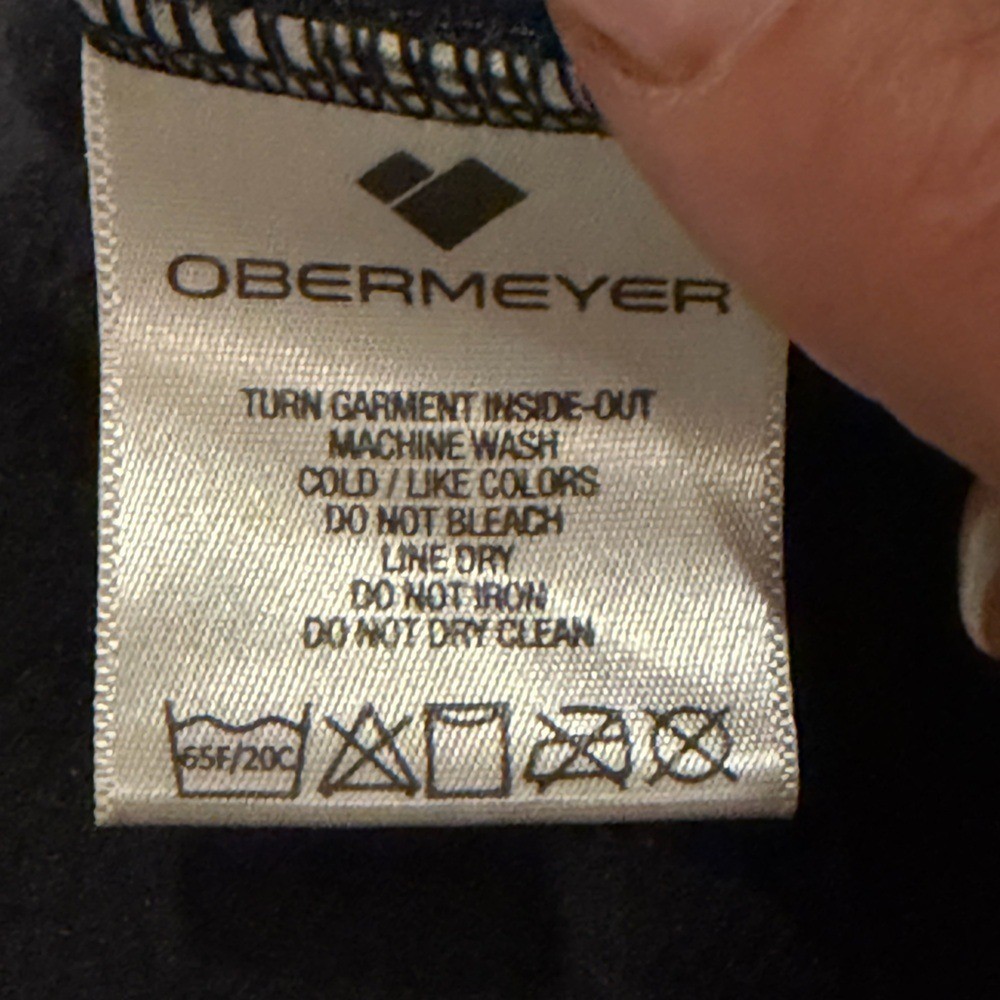 OBERMEYER
TURN GARMENT INSIDE-OUT
MACHINE WASH
COLD / LIKE COLORS
DO NOT BLEACH
LINE DRY
DO NOT IRON
DO NOT DRY CLEAN
65F/20C